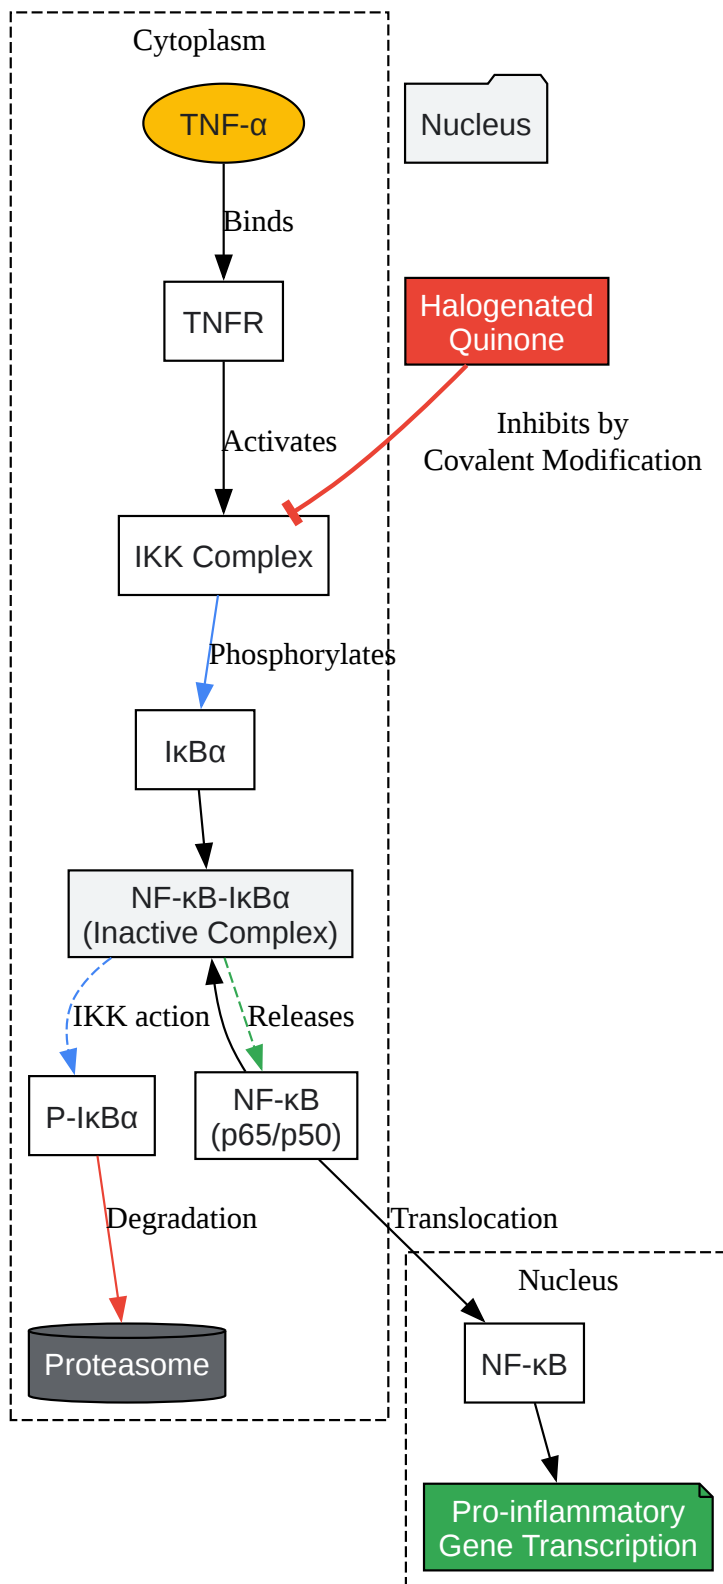 Cytoplasm
TNF-α
Nucleus
Binds
TNFR
Halogenated
Quinone
Activates
Inhibits by
Covalent Modification
IKK Complex
Phosphorylates
IκBα
NF-κB-IκBα
(Inactive Complex)
IKK action
Releases
P-IκBα
NF-κB
(p65/p50)
Degradation
Translocation
Nucleus
Proteasome
NF-κB
Pro-inflammatory
Gene Transcription